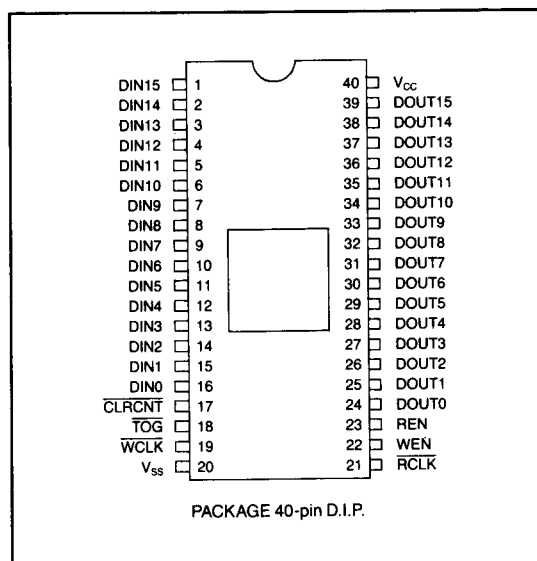 DIN15 1 40 VCC
DIN14 2 39 DOUT15
DIN13 3 38 DOUT14
DIN12 4 37 DOUT13
DIN11 5 36 DOUT12
DIN10 6 35 DOUT11
DIN9 7 34 DOUT10
DIN8 8 33 DOUT9
DIN7 9 32 DOUT8
DIN6 10 31 DOUT7
DIN5 11 30 DOUT6
DIN4 12 29 DOUT5
DIN3 13 28 DOUT4
DIN2 14 27 DOUT3
DIN1 15 26 DOUT2
DIN0 16 25 DOUT1
CLRCNT 17 24 DOUT0
TOG 18 23 REN
WCLK 19 22 WEN
VSS 20 21 RCLK
PACKAGE 40-pin D.I.P.